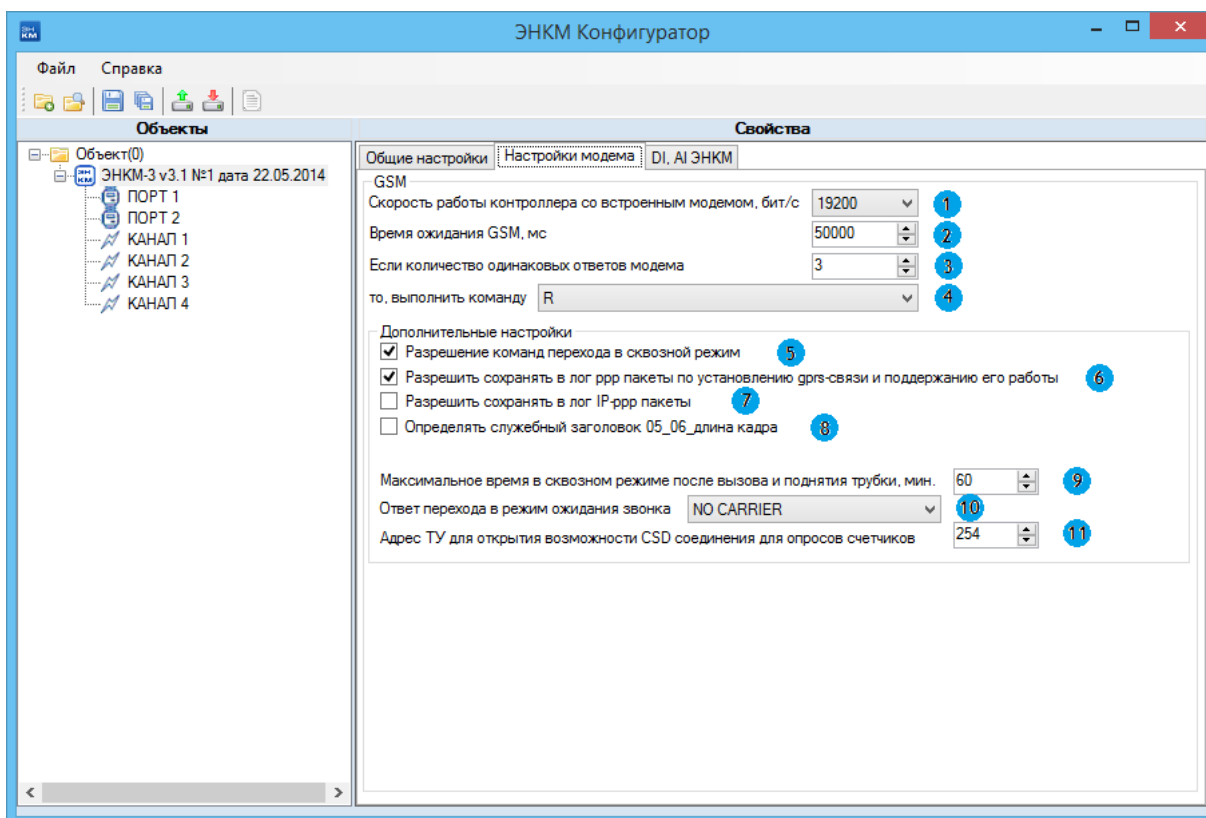 ЭН
КМ
ЭНКМ Конфигуратор
Файл Справка
Объекты
Свойства
Объект(0)
ЭН
КМ
ЭНКМ-3 v3.1 №1 дата 22.05.2014
ПОРТ 1
ПОРТ 2
КАНАЛ 1
КАНАЛ 2
КАНАЛ 3
КАНАЛ 4
Общие настройки Настройки модема DI, AI ЭНКМ
GSM
Скорость работы контроллера со встроенным модемом, бит/с 19200 1
Время ожидания GSM, мс 50000 2
Если количество одинаковых ответов модема 3 3
то, выполнить команду R 4
Дополнительные настройки
Разрешение команд перехода в сквозной режим 5
Разрешить сохранять в лог ppp пакеты по установлению gprs-связи и поддержанию его работы 6
Разрешить сохранять в лог IP-ppp пакеты 7
Определять служебный заголовок 05_06_длина кадра 8
Максимальное время в сквозном режиме после вызова и поднятия трубки, мин. 60 9
Ответ перехода в режим ожидания звонка NO CARRIER 10
Адрес ТУ для открытия возможности CSD соединения для опросов счетчиков 254 11